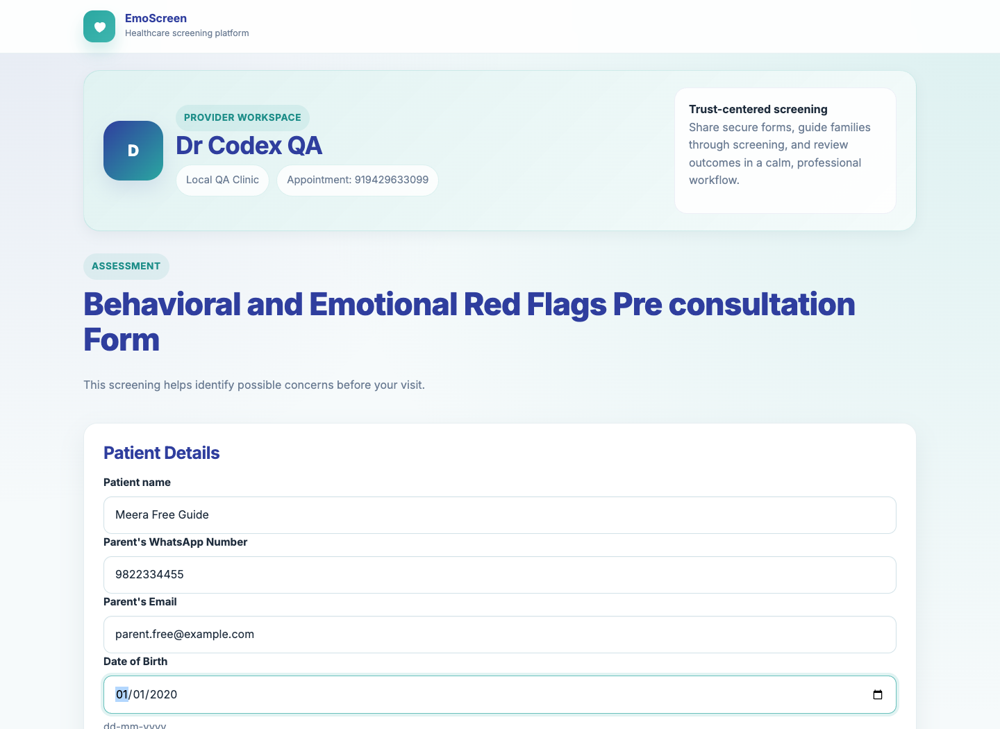 EmoScreen
Healthcare screening platform
D
PROVIDER WORKSPACE
Dr Codex QA
Local QA Clinic
Appointment: 919429633099
Trust-centered screening
Share secure forms, guide families
through screening, and review
outcomes in a calm, professional
workflow.
ASSESSMENT
Behavioral and Emotional Red Flags Pre consultation
Form
This screening helps identify possible concerns before your visit.
Patient Details
Patient name
Meera Free Guide
Parent's WhatsApp Number
9822334455
Parent's Email
parent.free@example.com
Date of Birth
01/01/2020
dd-mm-yyyy